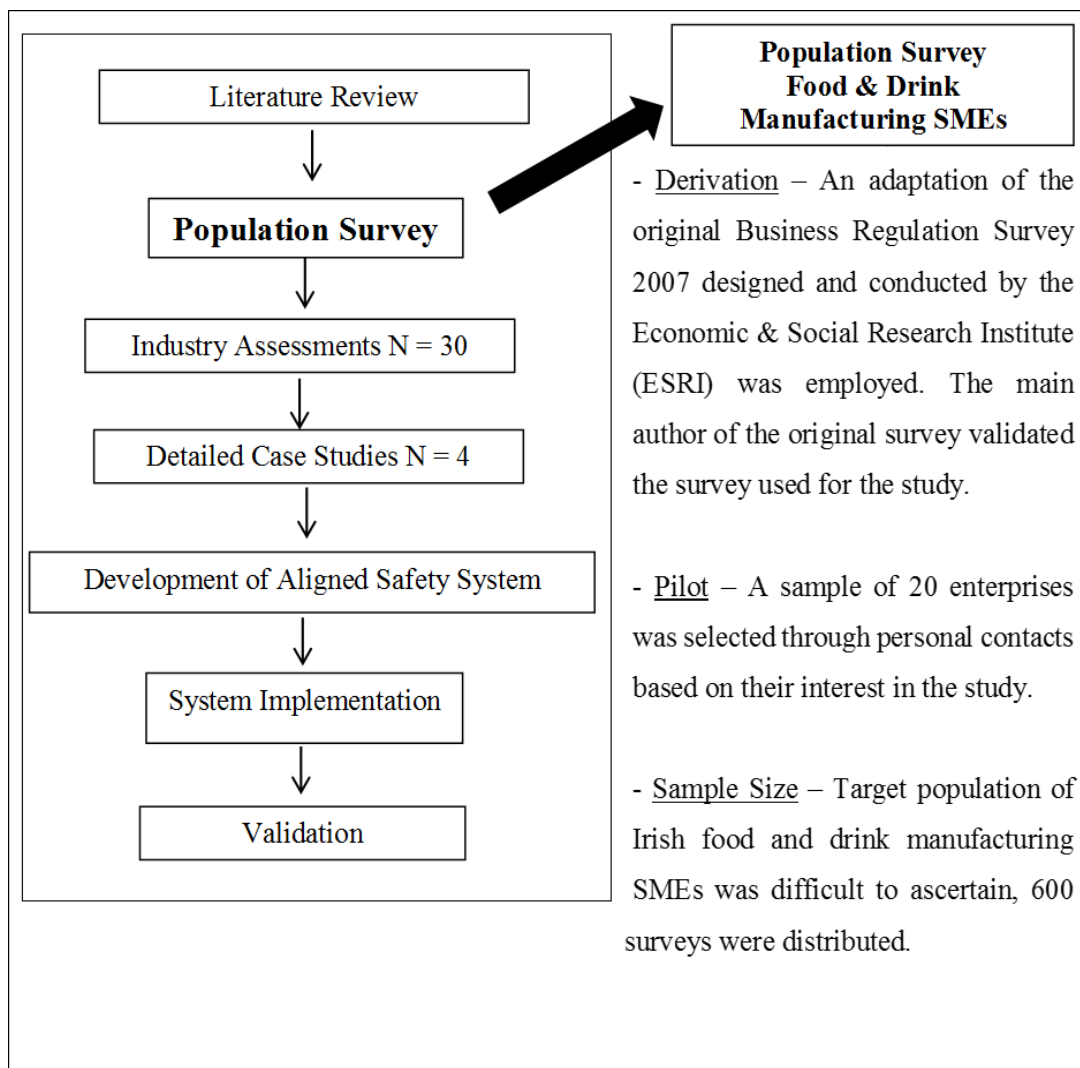 Literature Review
Population Survey
Industry Assessments N = 30
Detailed Case Studies N = 4
Development of Aligned Safety System
System Implementation
Validation
Population Survey
Food & Drink
Manufacturing SMEs
- Derivation – An adaptation of the
original Business Regulation Survey
2007 designed and conducted by the
Economic & Social Research Institute
(ESRI) was employed. The main
author of the original survey validated
the survey used for the study.
- Pilot – A sample of 20 enterprises
was selected through personal contacts
based on their interest in the study.
- Sample Size – Target population of
Irish food and drink manufacturing
SMEs was difficult to ascertain, 600
surveys were distributed.